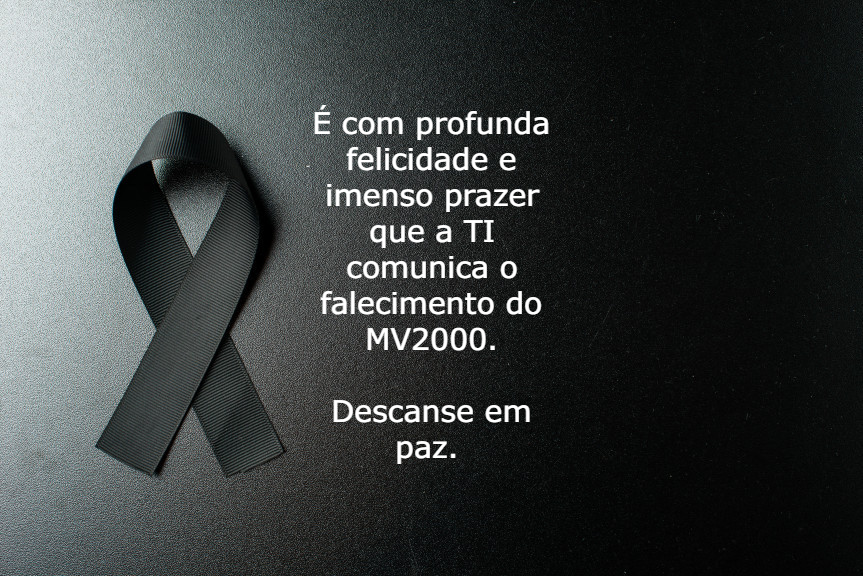 É com profunda
felicidade e
imenso prazer
que a TI
comunica o
falecimento do
MV2000.
Descanse em
paz.